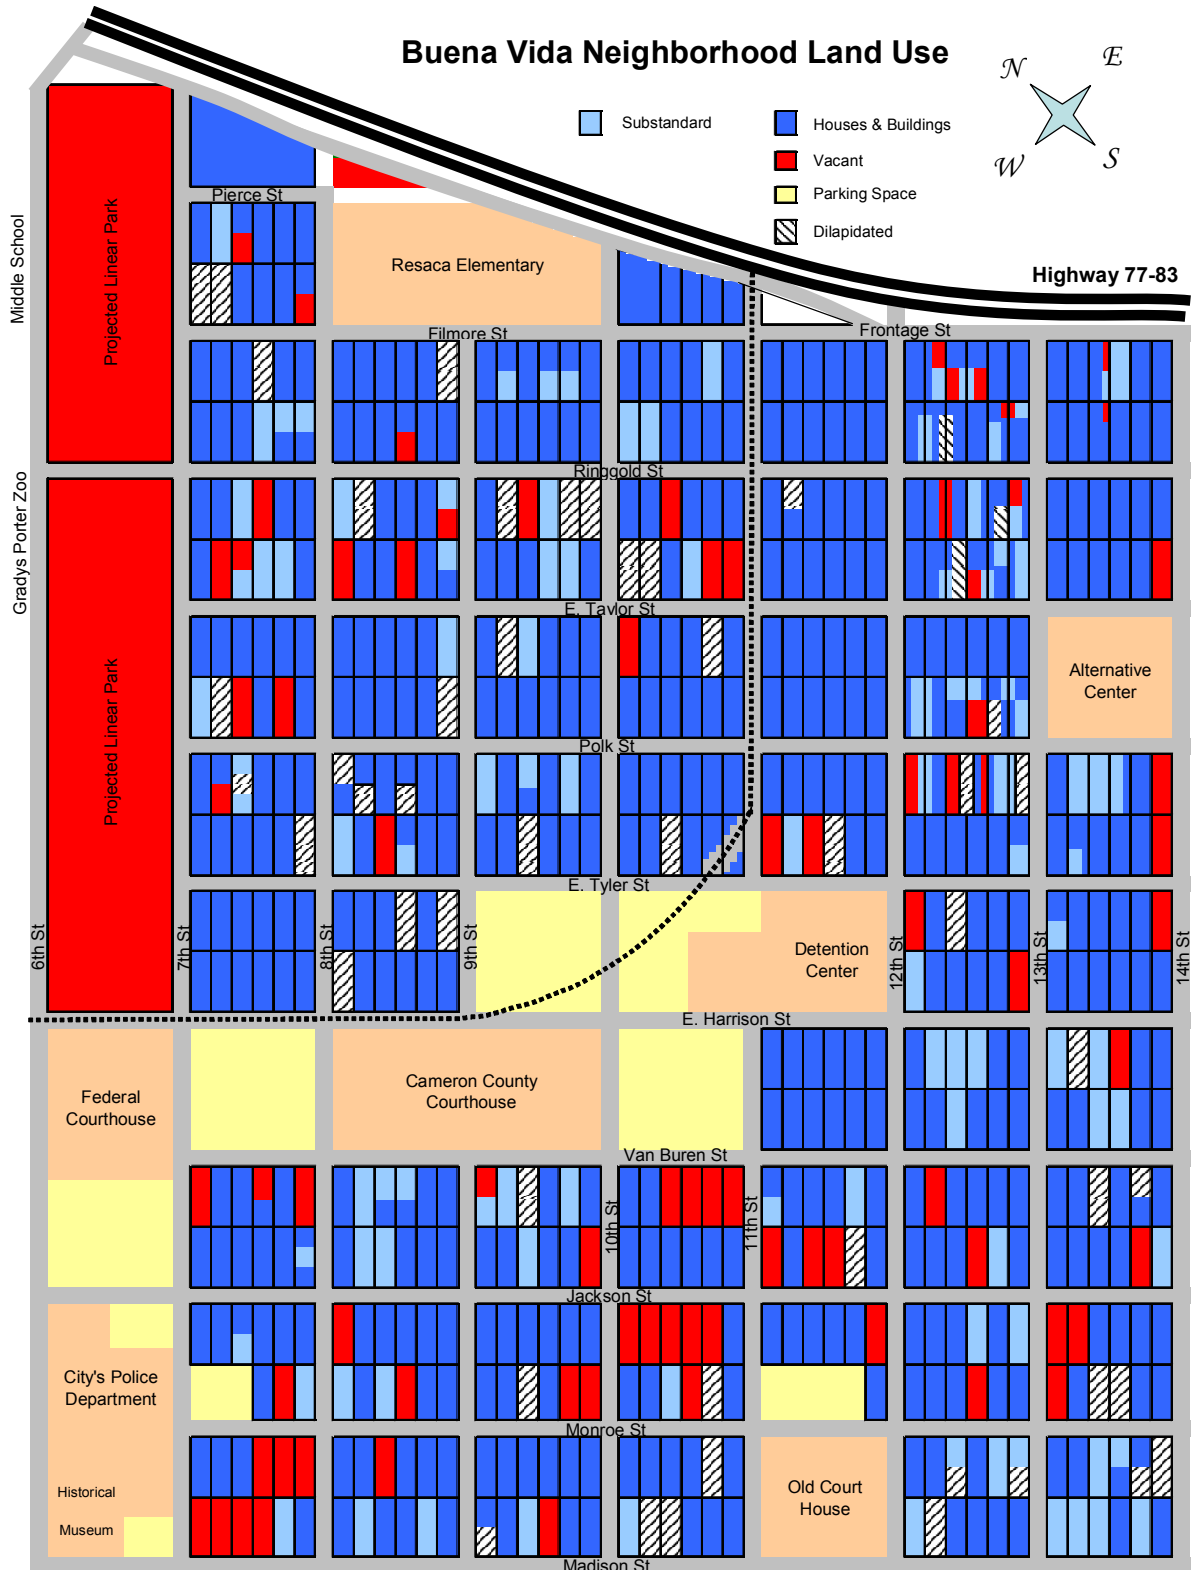 Buena Vida Neighborhood Land Use
N
E
W
S
Substandard
Houses & Buildings
Vacant
Parking Space
Dilapidated
Highway 77-83
Pierce St
Middle School
Projected Linear Park
Resaca Elementary
Filmore St
Frontage St
Ringgold St
Gradys Porter Zoo
E. Taylor St
Projected Linear Park
Alternative
Center
Polk St
E. Tyler St
6th St
7th St
8th St
9th St
Detention
Center
12th St
13th St
14th St
E. Harrison St
Federal
Courthouse
Cameron County
Courthouse
Van Buren St
10th St
11th St
Jackson St
City's Police
Department
Monroe St
Historical
Museum
Old Court
House
Madison St